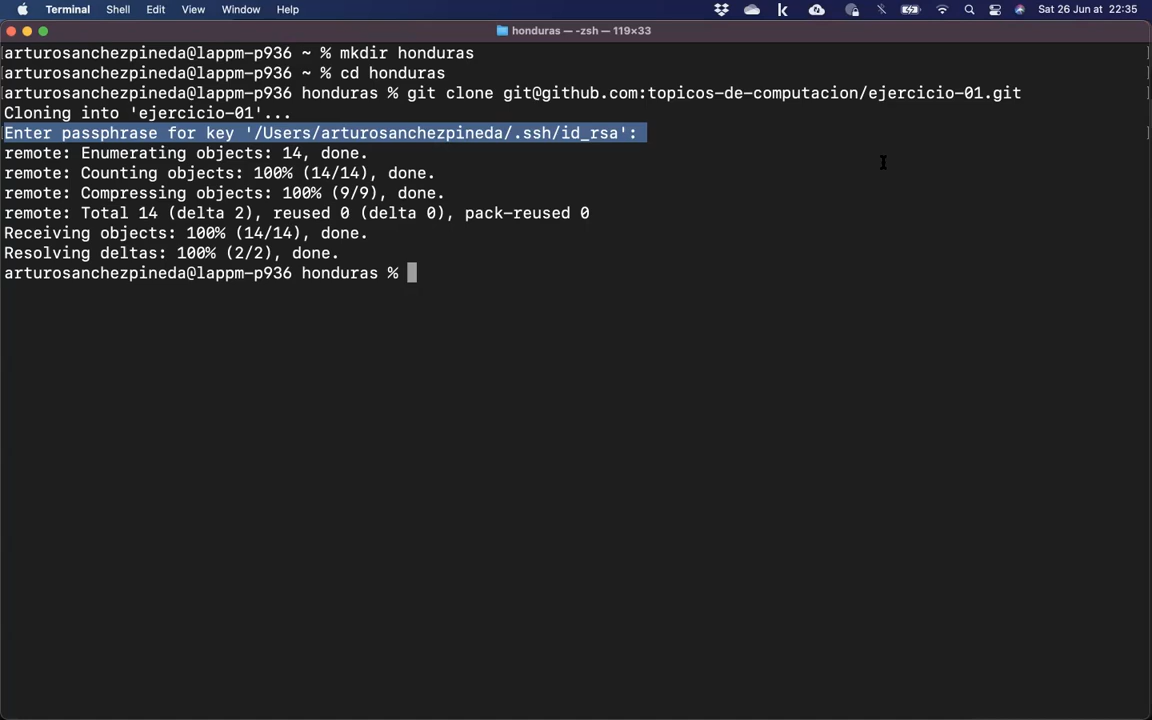 Terminal Shell Edit View Window Help Sat 26 Jun at 22:35
honduras — -zsh — 119×33
arturosanchezpineda@lappm-p936 ~ % mkdir honduras
arturosanchezpineda@lappm-p936 ~ % cd honduras
arturosanchezpineda@lappm-p936 honduras % git clone git@github.com:topicos-de-computacion/ejercicio-01.git
Cloning into 'ejercicio-01'...
Enter passphrase for key '/Users/arturosanchezpineda/.ssh/id_rsa':
remote: Enumerating objects: 14, done.
remote: Counting objects: 100% (14/14), done.
remote: Compressing objects: 100% (9/9), done.
remote: Total 14 (delta 2), reused 0 (delta 0), pack-reused 0
Receiving objects: 100% (14/14), done.
Resolving deltas: 100% (2/2), done.
arturosanchezpineda@lappm-p936 honduras %